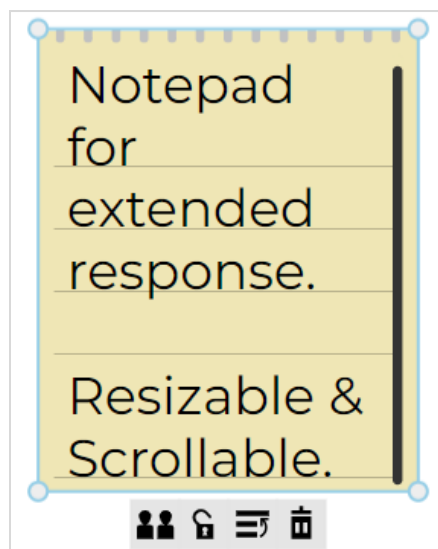 Notepad
for
extended
response.
Resizable &
Scrollable.